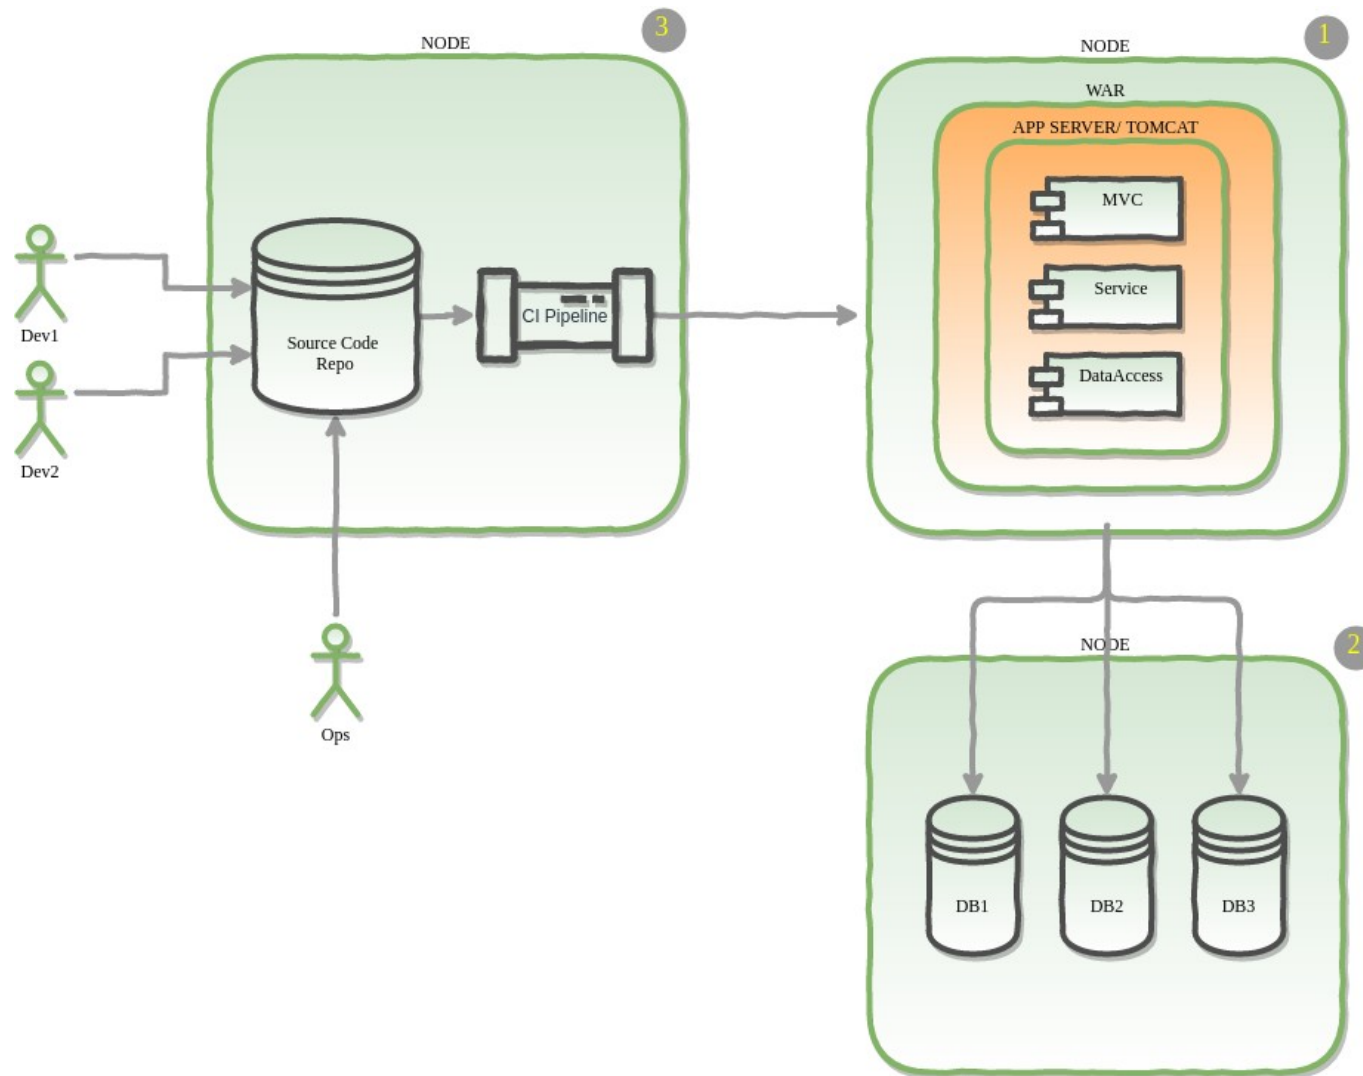 3
NODE
1
NODE
WAR
APP SERVER/ TOMCAT
MVC
Service
DataAccess
CI Pipeline
Source Code
Repo
Dev1
Dev2
Ops
2
NODE
DB1
DB2
DB3